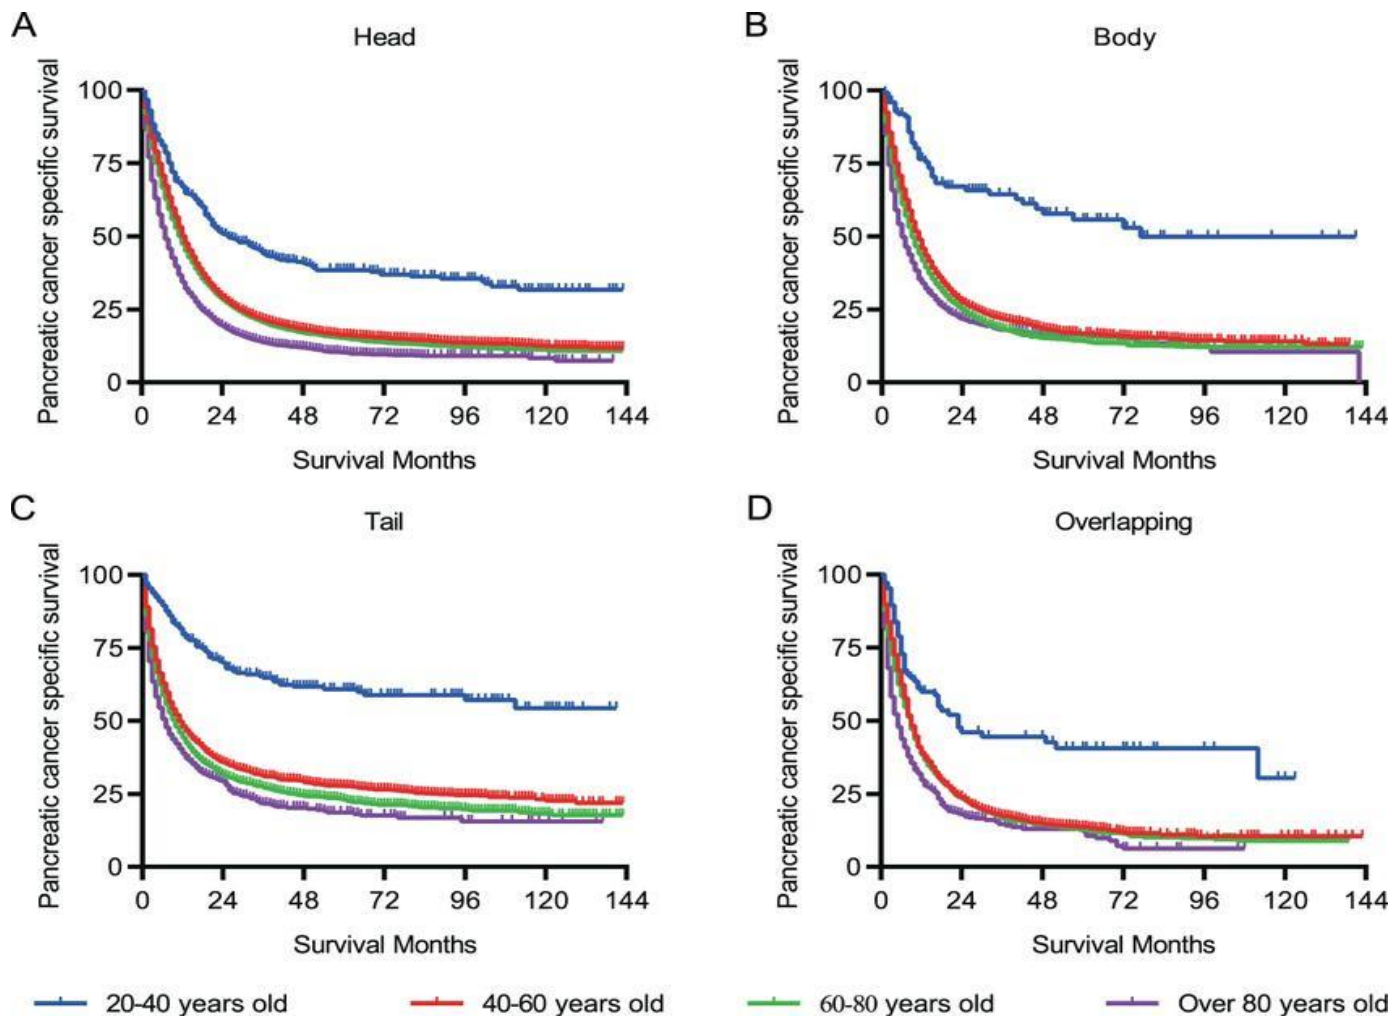 A
Head
Pancreatic cancer specific survival
100
75
50
25
0
0 24 48 72 96 120 144
Survival Months
B
Body
Pancreatic cancer specific survival
100
75
50
25
0
0 24 48 72 96 120 144
Survival Months
C
Tail
Pancreatic cancer specific survival
100
75
50
25
0
0 24 48 72 96 120 144
Survival Months
D
Overlapping
Pancreatic cancer specific survival
100
75
50
25
0
0 24 48 72 96 120 144
Survival Months
20-40 years old 40-60 years old 60-80 years old Over 80 years old